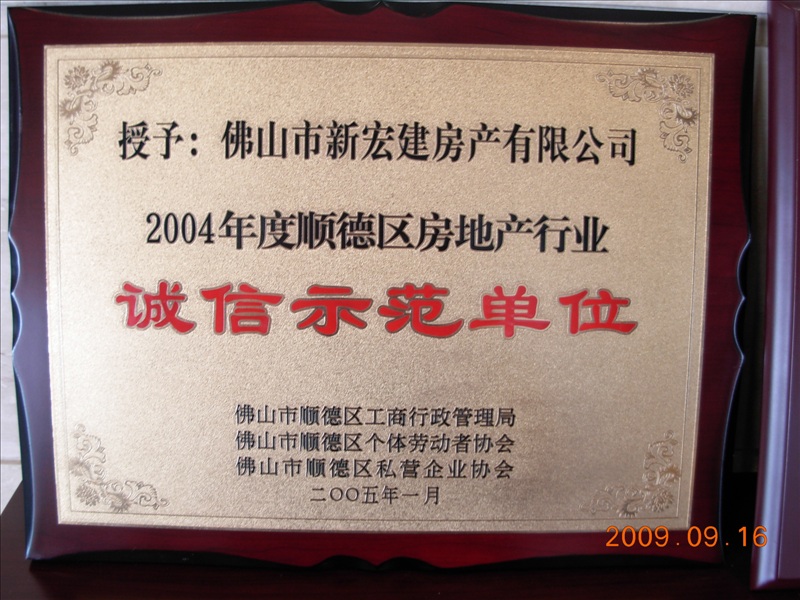 授予：佛山市新宏建房产有限公司
2004年度顺德区房地产行业
诚信示范单位
佛山市顺德区工商行政管理局
佛山市顺德区个体劳动者协会
佛山市顺德区私营企业协会
二〇〇五年一月
2009.09.16